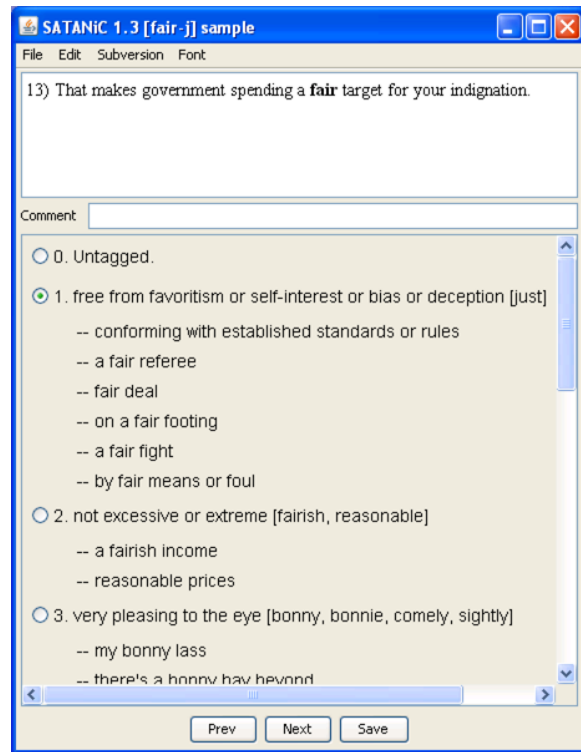 SATANiC 1.3 [fair-j] sample
File Edit Subversion Font
13) That makes government spending a fair target for your indignation.
Comment
0. Untagged.
1. free from favoritism or self-interest or bias or deception [just]
-- conforming with established standards or rules
-- a fair referee
-- fair deal
-- on a fair footing
-- a fair fight
-- by fair means or foul
2. not excessive or extreme [fairish, reasonable]
-- a fairish income
-- reasonable prices
3. very pleasing to the eye [bonny, bonnie, comely, sightly]
-- my bonny lass
-- there's a bonny bay beyond
Prev Next Save